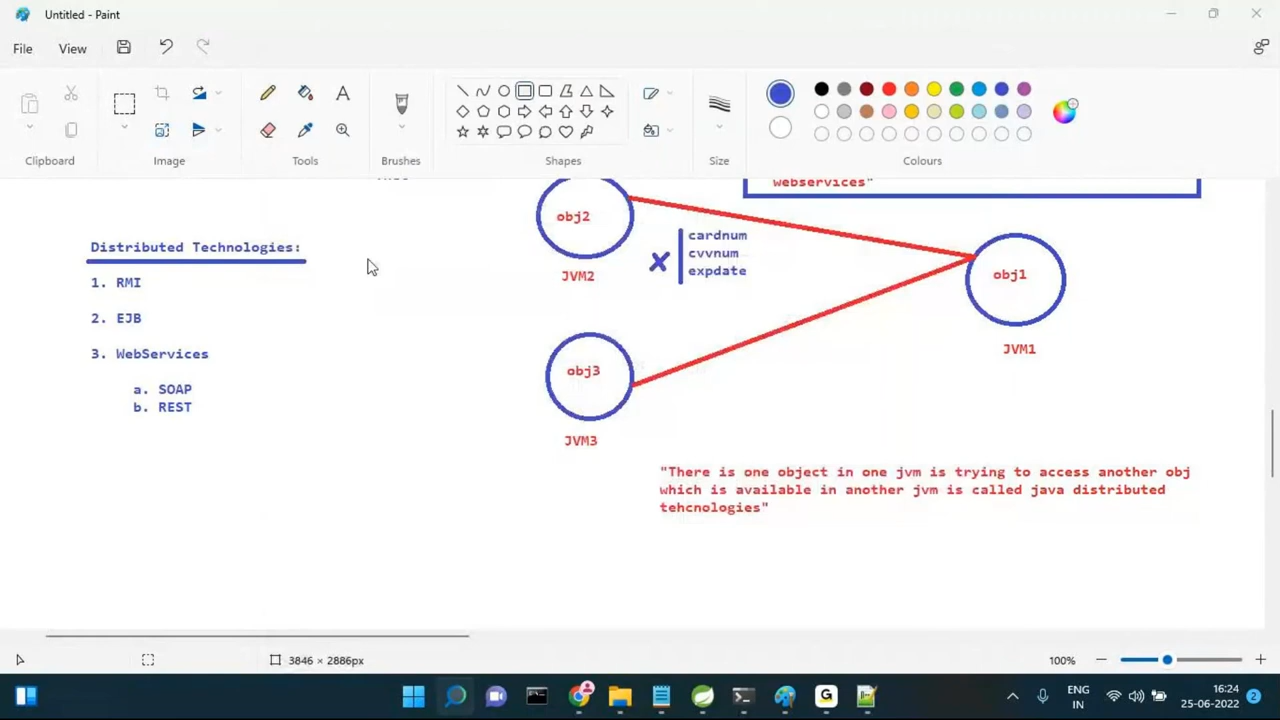 Untitled - Paint
File
View
Clipboard
Image
Tools
Brushes
Shapes
Size
Colours
webservices"
obj2
JVM2
cardnum
cvvnum
expdate
obj1
JVM1
Distributed Technologies:
1. RMI
2. EJB
3. WebServices
a. SOAP
b. REST
obj3
JVM3
"There is one object in one jvm is trying to access another obj
which is available in another jvm is called java distributed
tehcnologies"
3846 × 2886px
100%
ENG
IN
16:24
25-06-2022
2